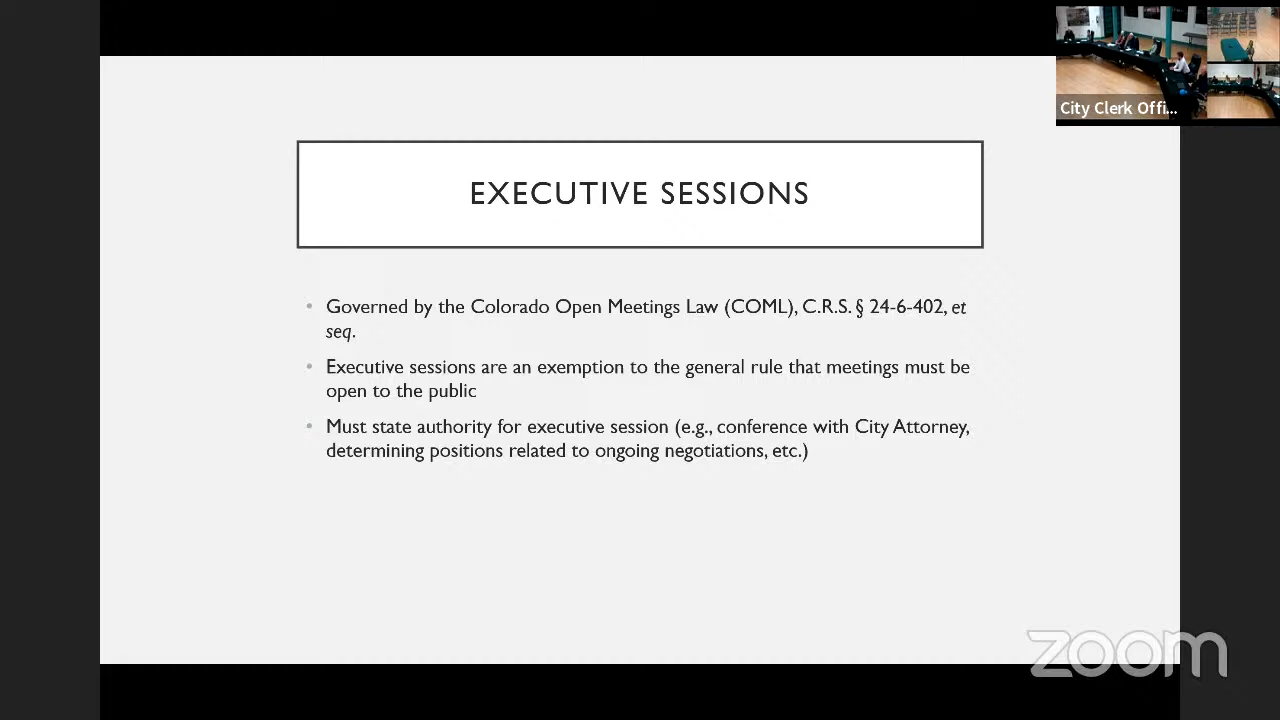 City Clerk Offi...
EXECUTIVE SESSIONS
• Governed by the Colorado Open Meetings Law (COML), C.R.S. § 24-6-402, et
seq.
• Executive sessions are an exemption to the general rule that meetings must be
open to the public
• Must state authority for executive session (e.g., conference with City Attorney,
determining positions related to ongoing negotiations, etc.)
zoom